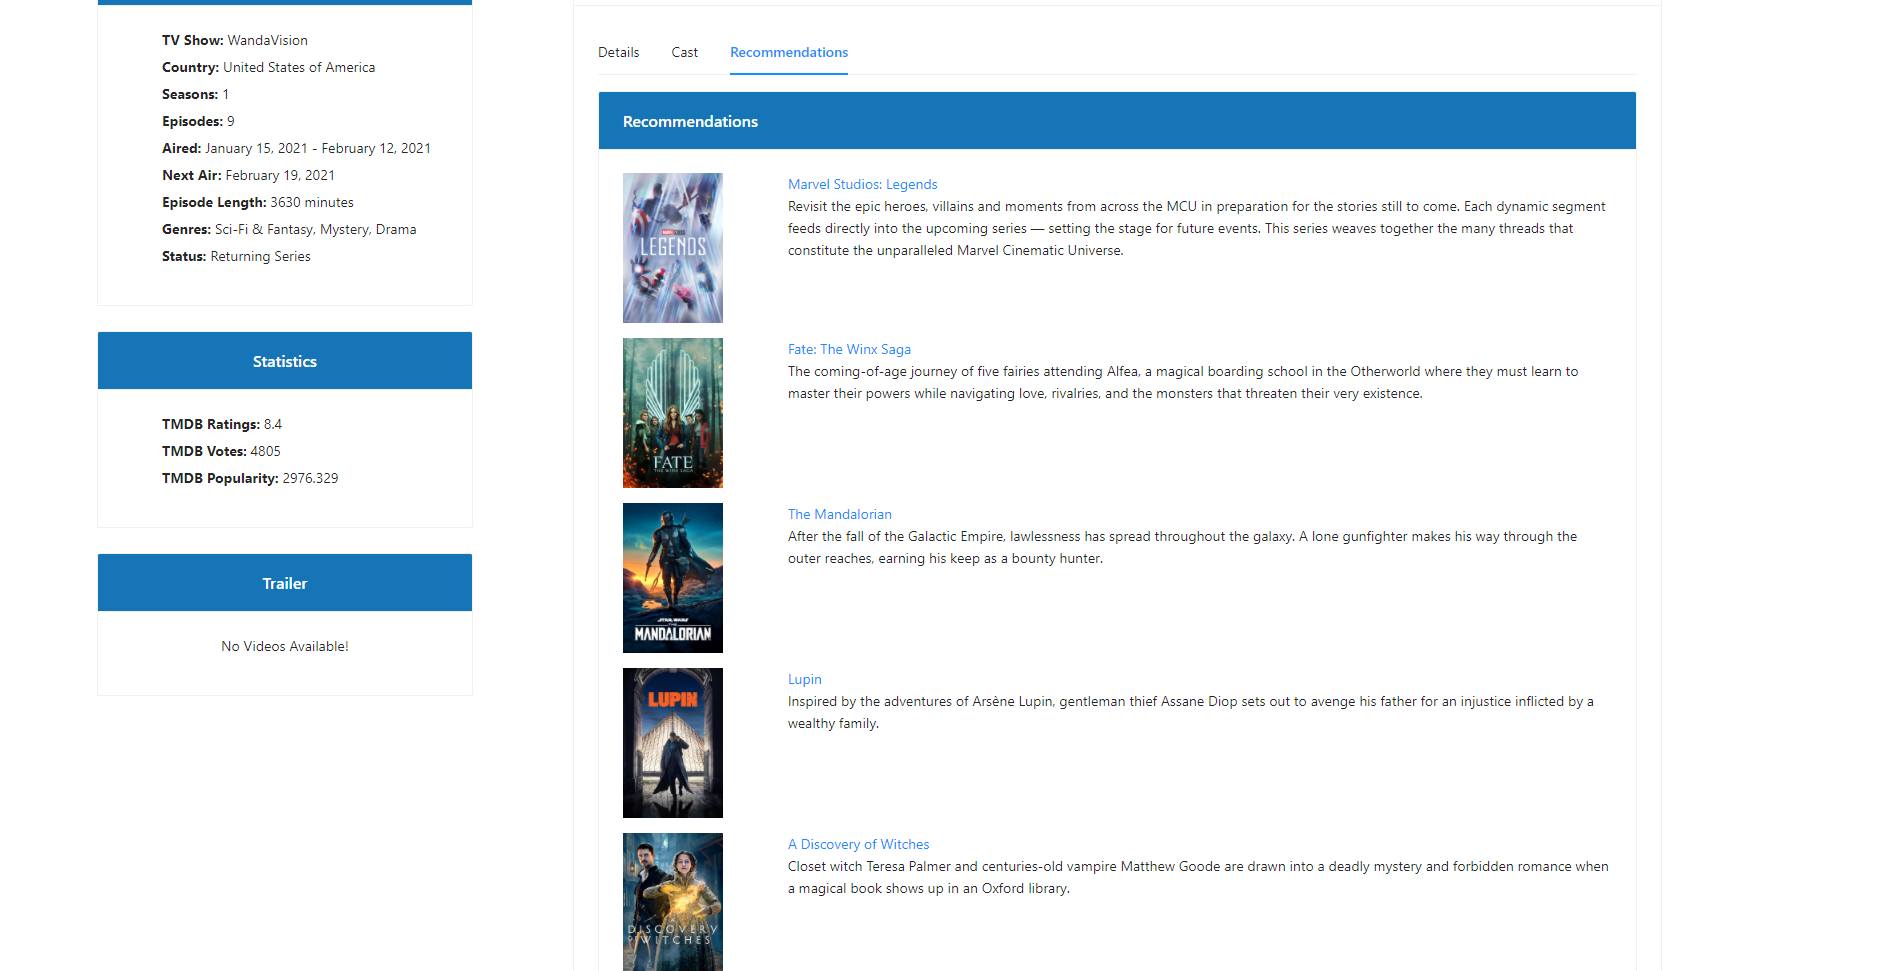 TV Show: WandaVision
Country: United States of America
Seasons: 1
Episodes: 9
Aired: January 15, 2021 - February 12, 2021
Next Air: February 19, 2021
Episode Length: 3630 minutes
Genres: Sci-Fi & Fantasy, Mystery, Drama
Status: Returning Series
Statistics
TMDB Ratings: 8.4
TMDB Votes: 4805
TMDB Popularity: 2976.329
Trailer
No Videos Available!
Details Cast Recommendations
Recommendations
LEGENDS
Marvel Studios: Legends
Revisit the epic heroes, villains and moments from across the MCU in preparation for the stories still to come. Each dynamic segment
feeds directly into the upcoming series — setting the stage for future events. This series weaves together the many threads that
constitute the unparalleled Marvel Cinematic Universe.
FATE
THE WINX SAGA
Fate: The Winx Saga
The coming-of-age journey of five fairies attending Alfea, a magical boarding school in the Otherworld where they must learn to
master their powers while navigating love, rivalries, and the monsters that threaten their very existence.
STAR WARS
THE
MANDALORIAN
The Mandalorian
After the fall of the Galactic Empire, lawlessness has spread throughout the galaxy. A lone gunfighter makes his way through the
outer reaches, earning his keep as a bounty hunter.
LUPIN
Lupin
Inspired by the adventures of Arsène Lupin, gentleman thief Assane Diop sets out to avenge his father for an injustice inflicted by a
wealthy family.
DISCOVERY
OF WITCHES
A Discovery of Witches
Closet witch Teresa Palmer and centuries-old vampire Matthew Goode are drawn into a deadly mystery and forbidden romance when
a magical book shows up in an Oxford library.